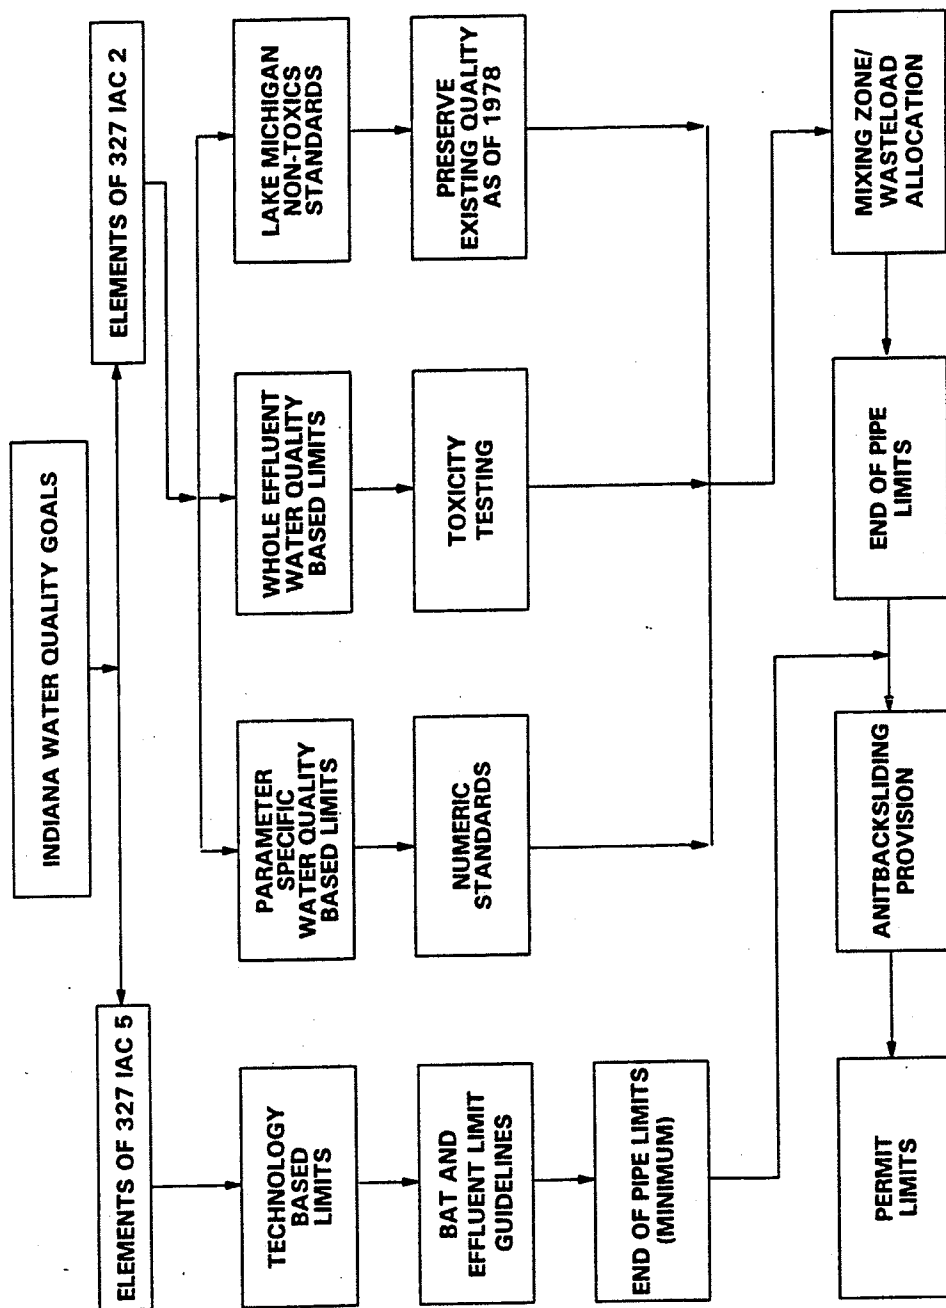 INDIANA WATER QUALITY GOALS
ELEMENTS OF 327 IAC 5
ELEMENTS OF 327 IAC 2
TECHNOLOGY
BASED
LIMITS
PARAMETER
SPECIFIC
WATER QUALITY
BASED LIMITS
WHOLE EFFLUENT
WATER QUALITY
BASED LIMITS
LAKE MICHIGAN
NON-TOXICS
STANDARDS
BAT AND
EFFLUENT LIMIT
GUIDELINES
NUMERIC
STANDARDS
TOXICITY
TESTING
PRESERVE
EXISTING QUALITY
AS OF 1978
END OF PIPE LIMITS
(MINIMUM)
PERMIT
LIMITS
ANITBACKSLIDING
PROVISION
END OF PIPE
LIMITS
MIXING ZONE/
WASTELOAD
ALLOCATION